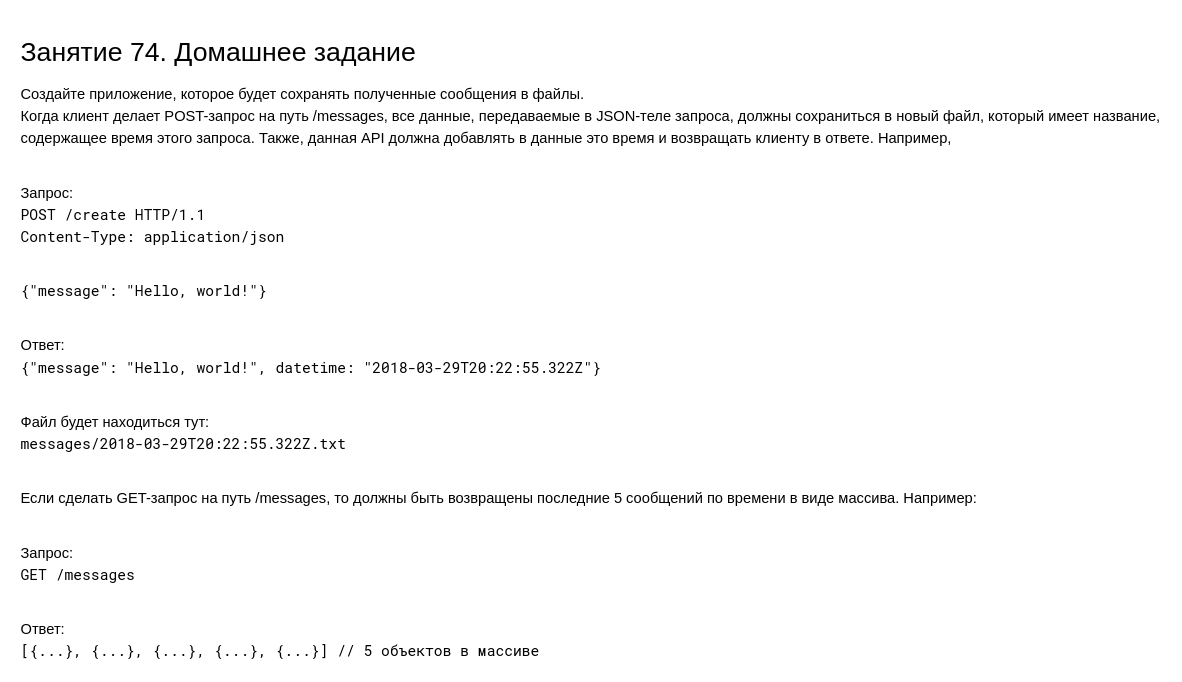 Занятие 74. Домашнее задание
Создайте приложение, которое будет сохранять полученные сообщения в файлы.
Когда клиент делает POST-запрос на путь /messages, все данные, передаваемые в JSON-теле запроса, должны сохраниться в новый файл, который имеет название,
содержащее время этого запроса. Также, данная API должна добавлять в данные это время и возвращать клиенту в ответе. Например,
Запрос:
POST /create HTTP/1.1
Content-Type: application/json
{"message": "Hello, world!"}
Ответ:
{"message": "Hello, world!", datetime: "2018-03-29T20:22:55.322Z"}
Файл будет находиться тут:
messages/2018-03-29T20:22:55.322Z.txt
Если сделать GET-запрос на путь /messages, то должны быть возвращены последние 5 сообщений по времени в виде массива. Например:
Запрос:
GET /messages
Ответ:
[{...}, {...}, {...}, {...}, {...}] // 5 объектов в массиве